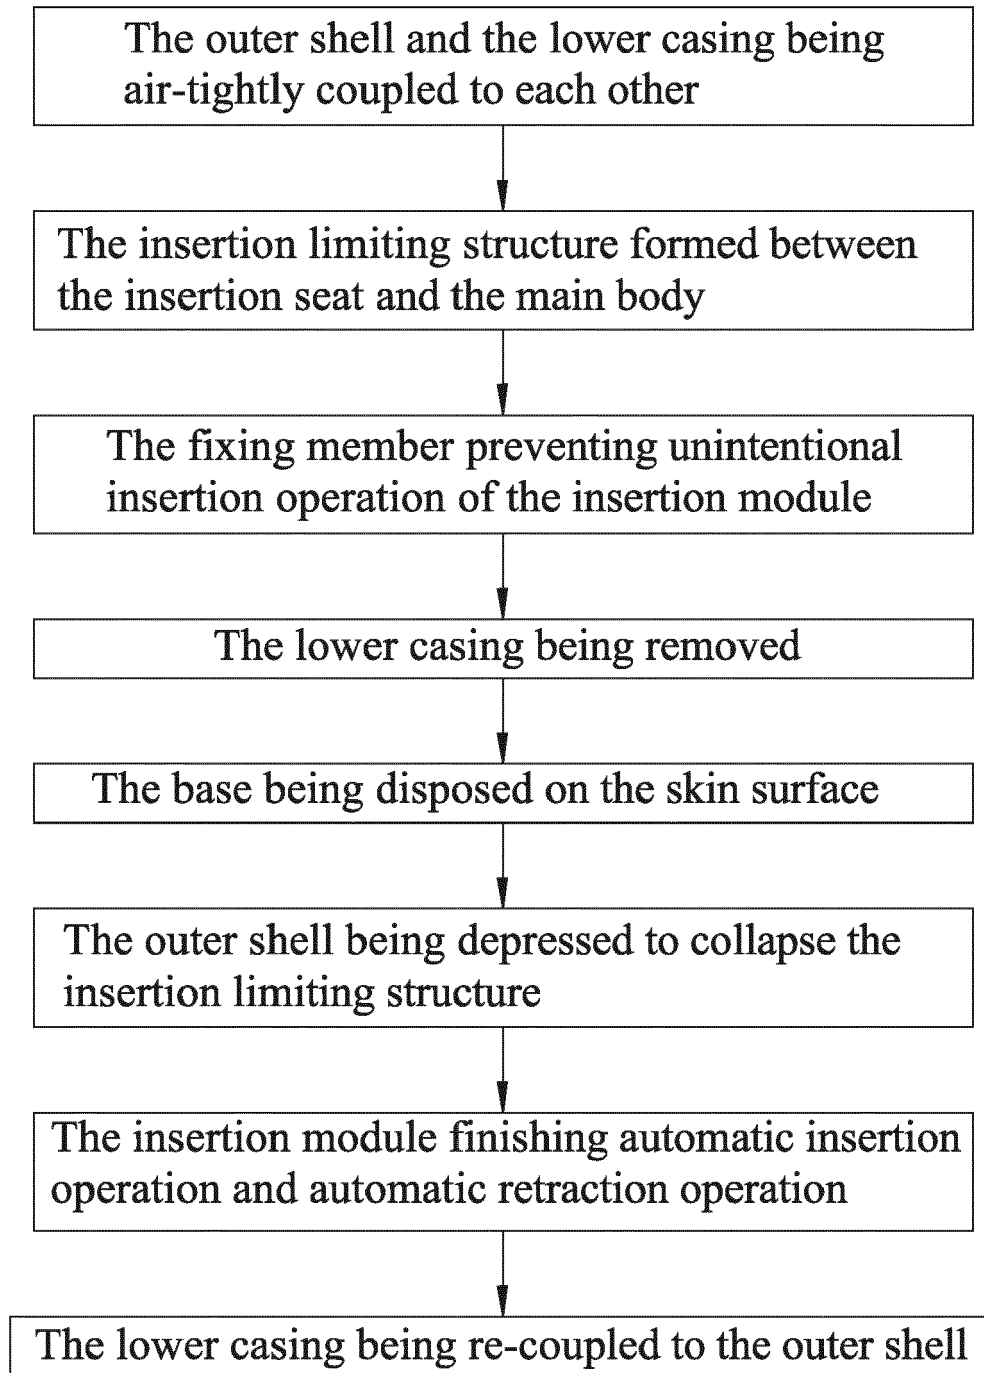 The outer shell and the lower casing being
air-tightly coupled to each other
The insertion limiting structure formed between
the insertion seat and the main body
The fixing member preventing unintentional
insertion operation of the insertion module
The lower casing being removed
The base being disposed on the skin surface
The outer shell being depressed to collapse the
insertion limiting structure
The insertion module finishing automatic insertion
operation and automatic retraction operation
The lower casing being re-coupled to the outer shell